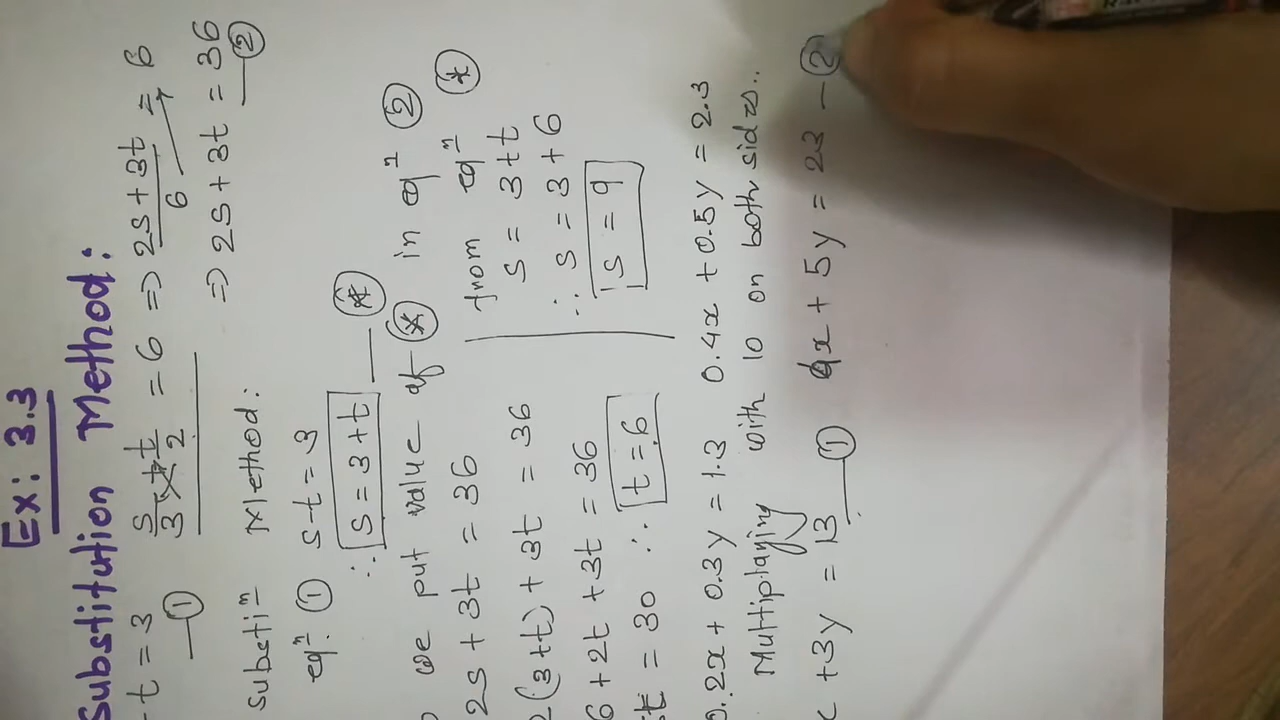 Ex: 3.3
Substitution Method:
- t = 3 —① s/3 + t/2 = 6 ⇒ (2s + 3t)/6 = 6
⇒ 2s + 3t = 36 —②
substiⁿ Method:
eqⁿ. ① s - t = 3
∴ s = 3 + t —(*)
we put value of (*) in eqⁿ ②
2s + 3t = 36
2(3+t) + 3t = 36
6 + 2t + 3t = 36
5t = 30 ∴ t = 6
from eqⁿ (*)
s = 3 + t
∴ s = 3 + 6
s = 9
0.2x + 0.3y = 1.3 0.4x + 0.5y = 2.3
Multiplaying with 10 on both sides..
+ 3y = 13 —① 4x + 5y = 23 —②